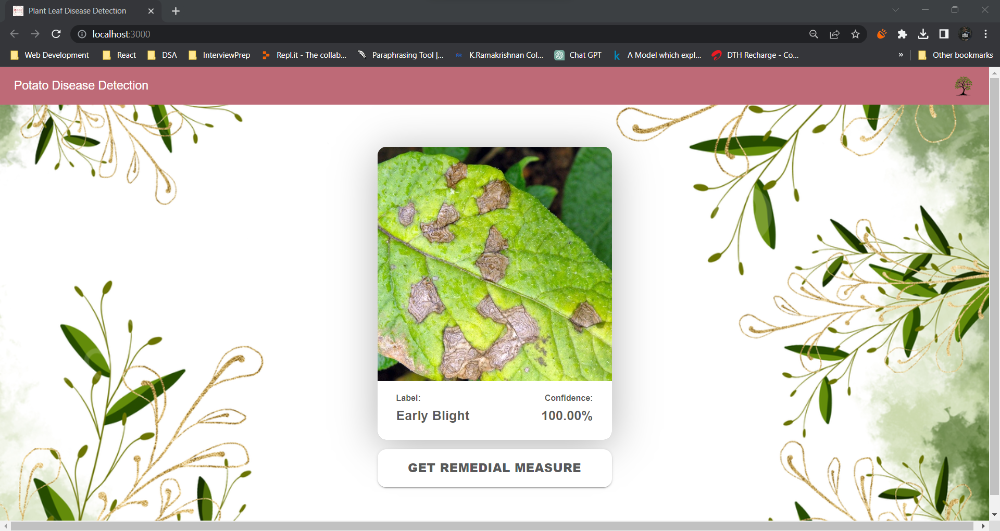 Plant Leaf Disease Detection
localhost:3000
Web Development
React
DSA
InterviewPrep
Repl.it - The collab...
Paraphrasing Tool |...
K.Ramakrishnan Col...
Chat GPT
A Model which expl...
DTH Recharge - Co...
»
Other bookmarks
Potato Disease Detection
Label:
Confidence:
Early Blight
100.00%
GET REMEDIAL MEASURE